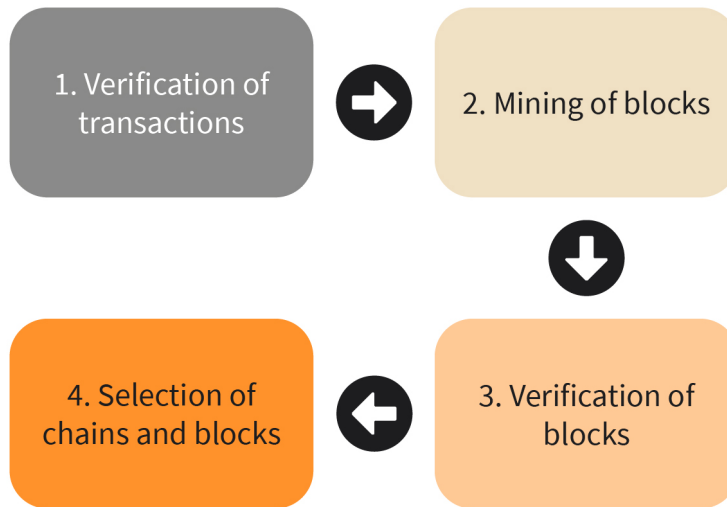 1. Verification of
transactions
2. Mining of blocks
3. Verification of
blocks
4. Selection of
chains and blocks